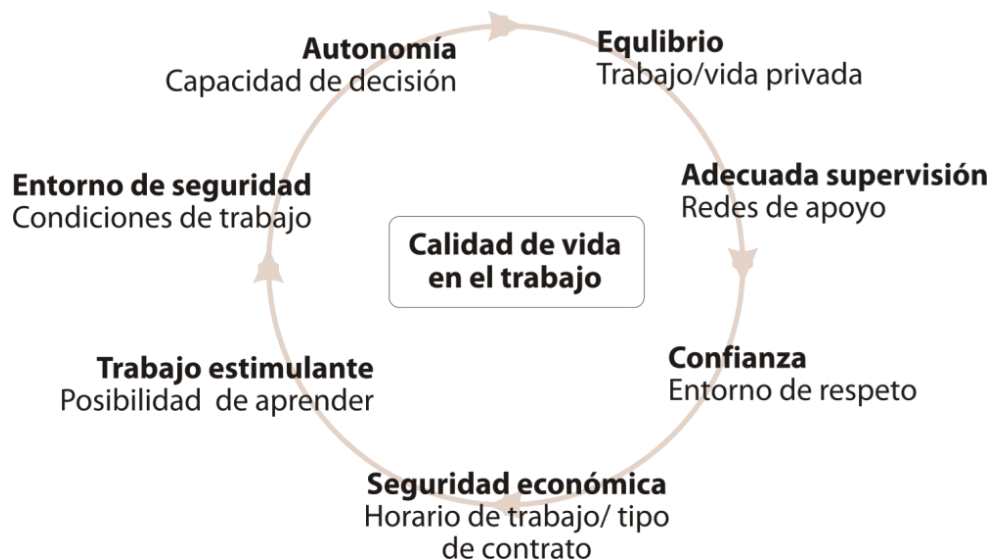 Autonomía
Capacidad de decisión
Equlibrio
Trabajo/vida privada
Entorno de seguridad
Condiciones de trabajo
Adecuada supervisión
Redes de apoyo
Calidad de vida
en el trabajo
Trabajo estimulante
Posibilidad  de aprender
Confianza
Entorno de respeto
Seguridad económica
Horario de trabajo/ tipo
de contrato